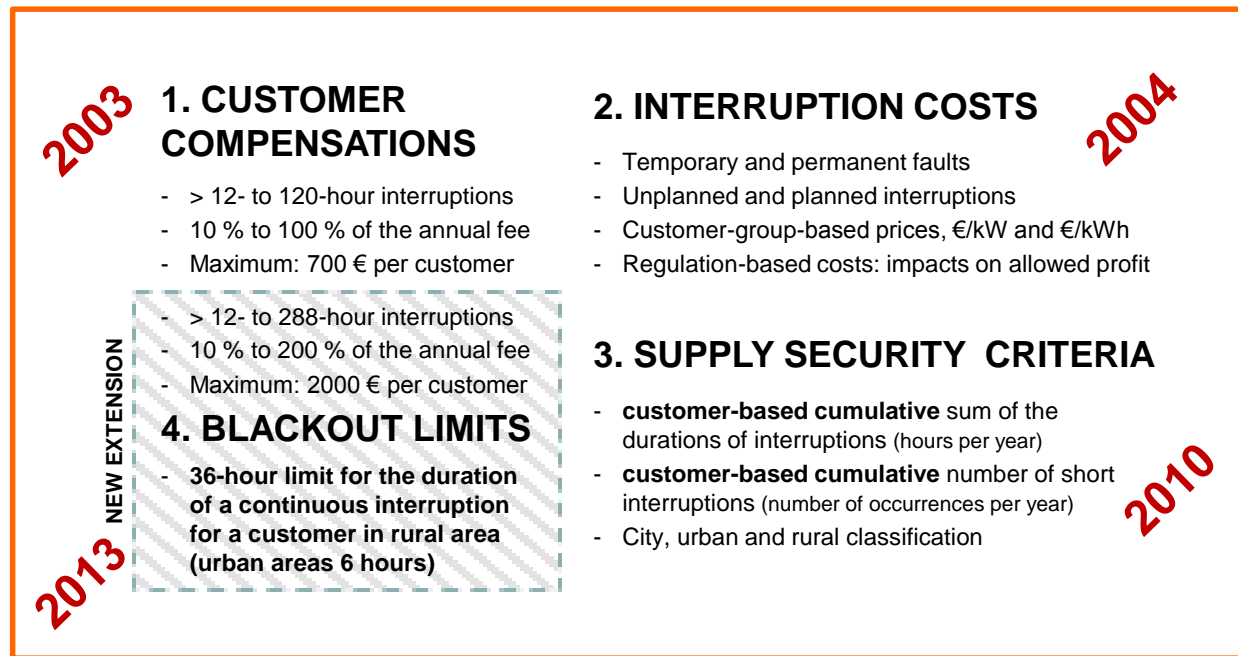 2003
1. CUSTOMER
COMPENSATIONS
- > 12- to 120-hour interruptions
- 10 % to 100 % of the annual fee
- Maximum: 700 € per customer
NEW EXTENSION
2013
- > 12- to 288-hour interruptions
- 10 % to 200 % of the annual fee
- Maximum: 2000 € per customer
4. BLACKOUT LIMITS
- 36-hour limit for the duration
of a continuous interruption
for a customer in rural area
(urban areas 6 hours)
2. INTERRUPTION COSTS
2004
- Temporary and permanent faults
- Unplanned and planned interruptions
- Customer-group-based prices, €/kW and €/kWh
- Regulation-based costs: impacts on allowed profit
3. SUPPLY SECURITY CRITERIA
- customer-based cumulative sum of the
durations of interruptions (hours per year)
- customer-based cumulative number of short
interruptions (number of occurrences per year)
- City, urban and rural classification
2010